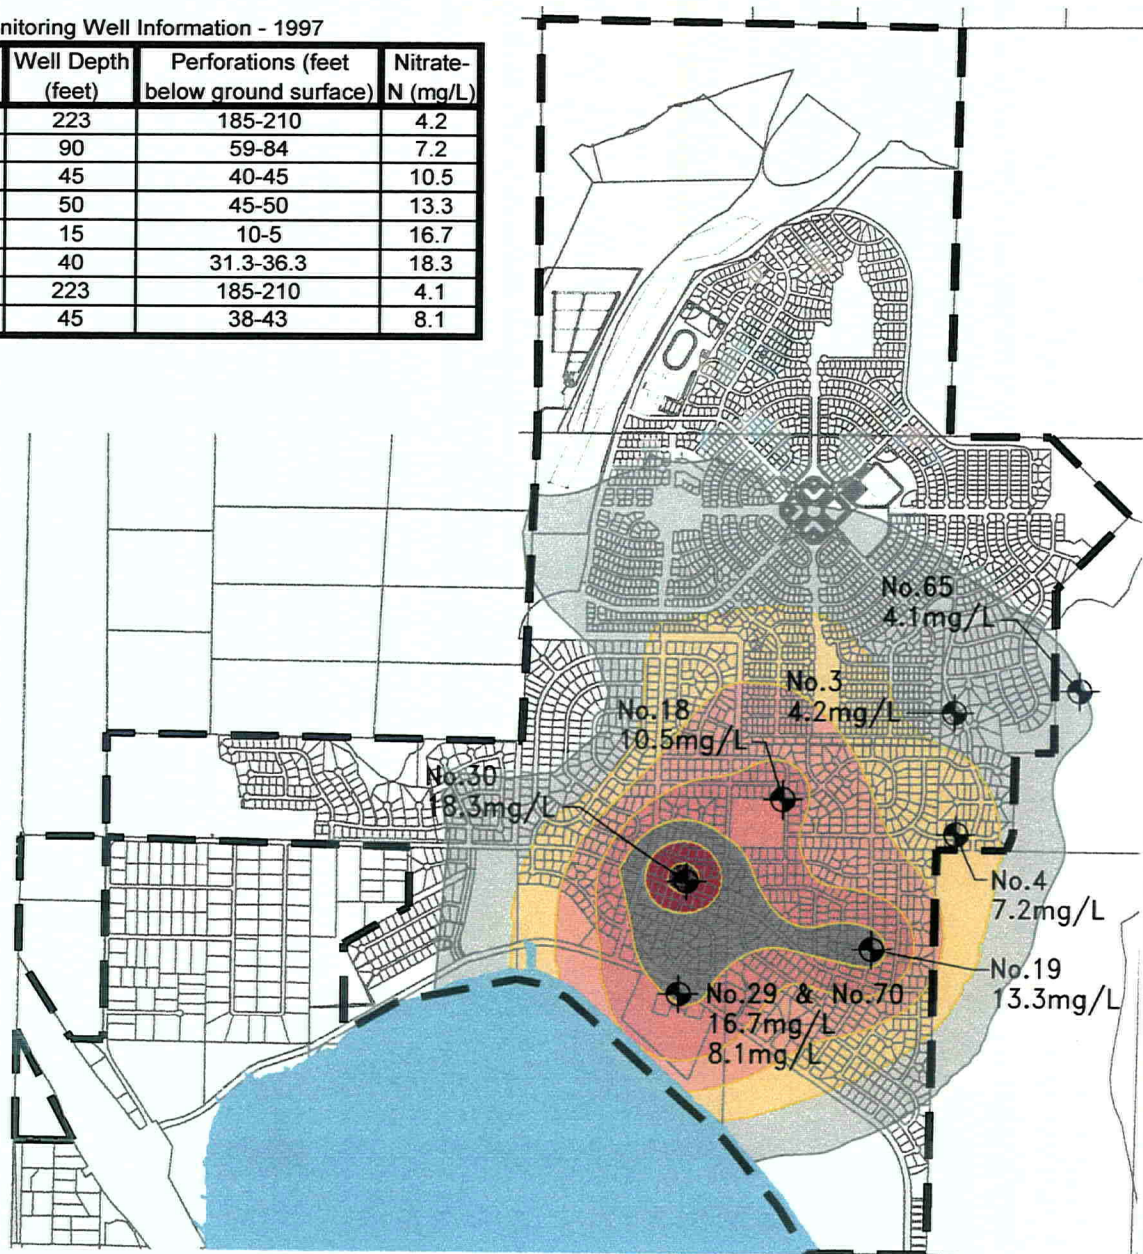 nitoring Well Information - 1997
Well Depth (feet) Perforations (feet below ground surface) Nitrate-N (mg/L)
223 185-210 4.2
90 59-84 7.2
45 40-45 10.5
50 45-50 13.3
15 10-5 16.7
40 31.3-36.3 18.3
223 185-210 4.1
45 38-43 8.1
No.65
4.1mg/L
No.3
4.2mg/L
No.18
10.5mg/L
No.30
18.3mg/L
No.4
7.2mg/L
No.19
13.3mg/L
No.29 & No.70
16.7mg/L
8.1mg/L